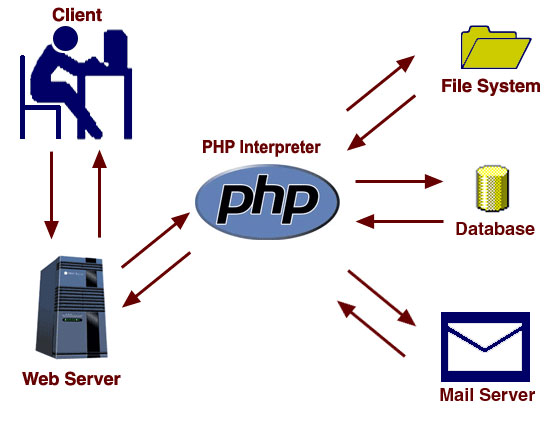 Client
File System
PHP Interpreter
php
Database
Web Server
Mail Server